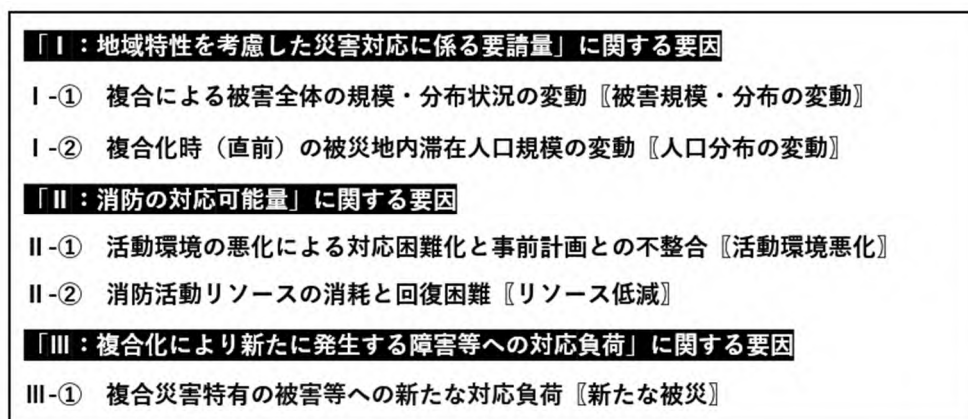 「Ⅰ：地域特性を考慮した災害対応に係る要請量」に関する要因
Ⅰ-①　複合による被害全体の規模・分布状況の変動〖被害規模・分布の変動〗
Ⅰ-②　複合化時（直前）の被災地内滞在人口規模の変動〖人口分布の変動〗
「Ⅱ：消防の対応可能量」に関する要因
Ⅱ-①　活動環境の悪化による対応困難化と事前計画との不整合〖活動環境悪化〗
Ⅱ-②　消防活動リソースの消耗と回復困難〖リソース低減〗
「Ⅲ：複合化により新たに発生する障害等への対応負荷」に関する要因
Ⅲ-①　複合災害特有の被害等への新たな対応負荷〖新たな被災〗